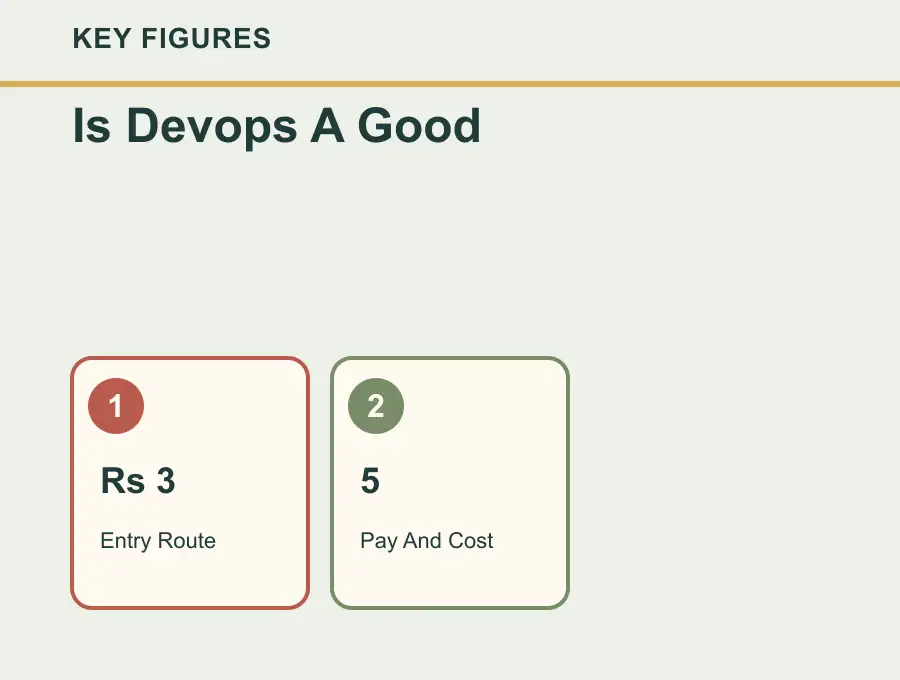 KEY FIGURES
Is Devops A Good
1
Rs 3
Entry Route
2
5
Pay And Cost